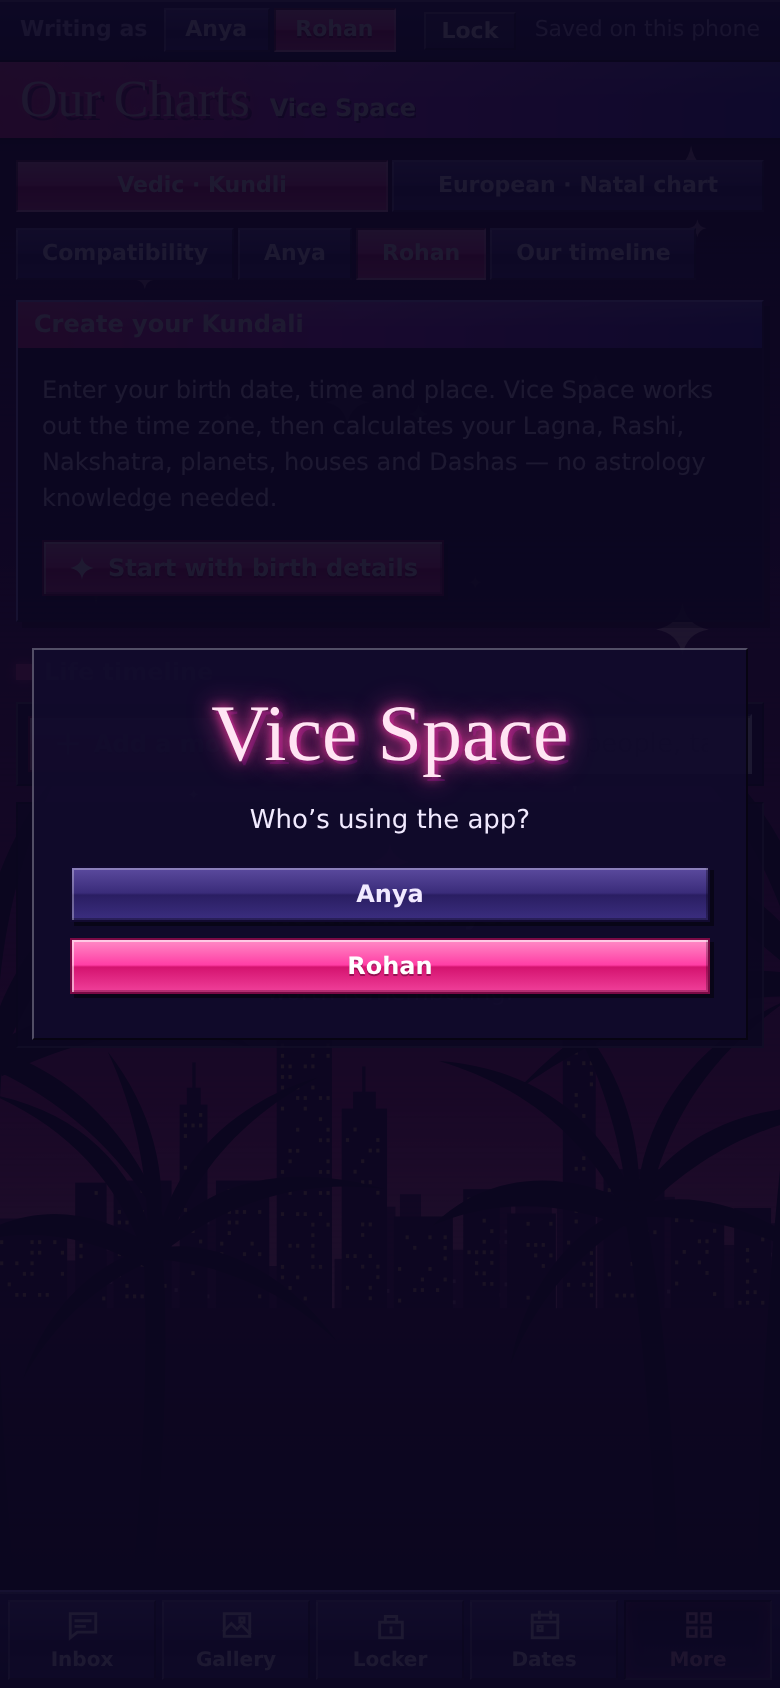 Writing as Anya Rohan Lock Saved on this phone
Our Charts Vice Space
Vedic · Kundli European · Natal chart
Compatibility Anya Rohan Our timeline
Create your Kundali
Enter your birth date, time and place. Vice Space works
out the time zone, then calculates your Lagna, Rashi,
Nakshatra, planets, houses and Dashas — no astrology
knowledge needed.
✦ Start with birth details
Vice Space
Who’s using the app?
Anya
Rohan
Inbox Gallery Locker Dates More